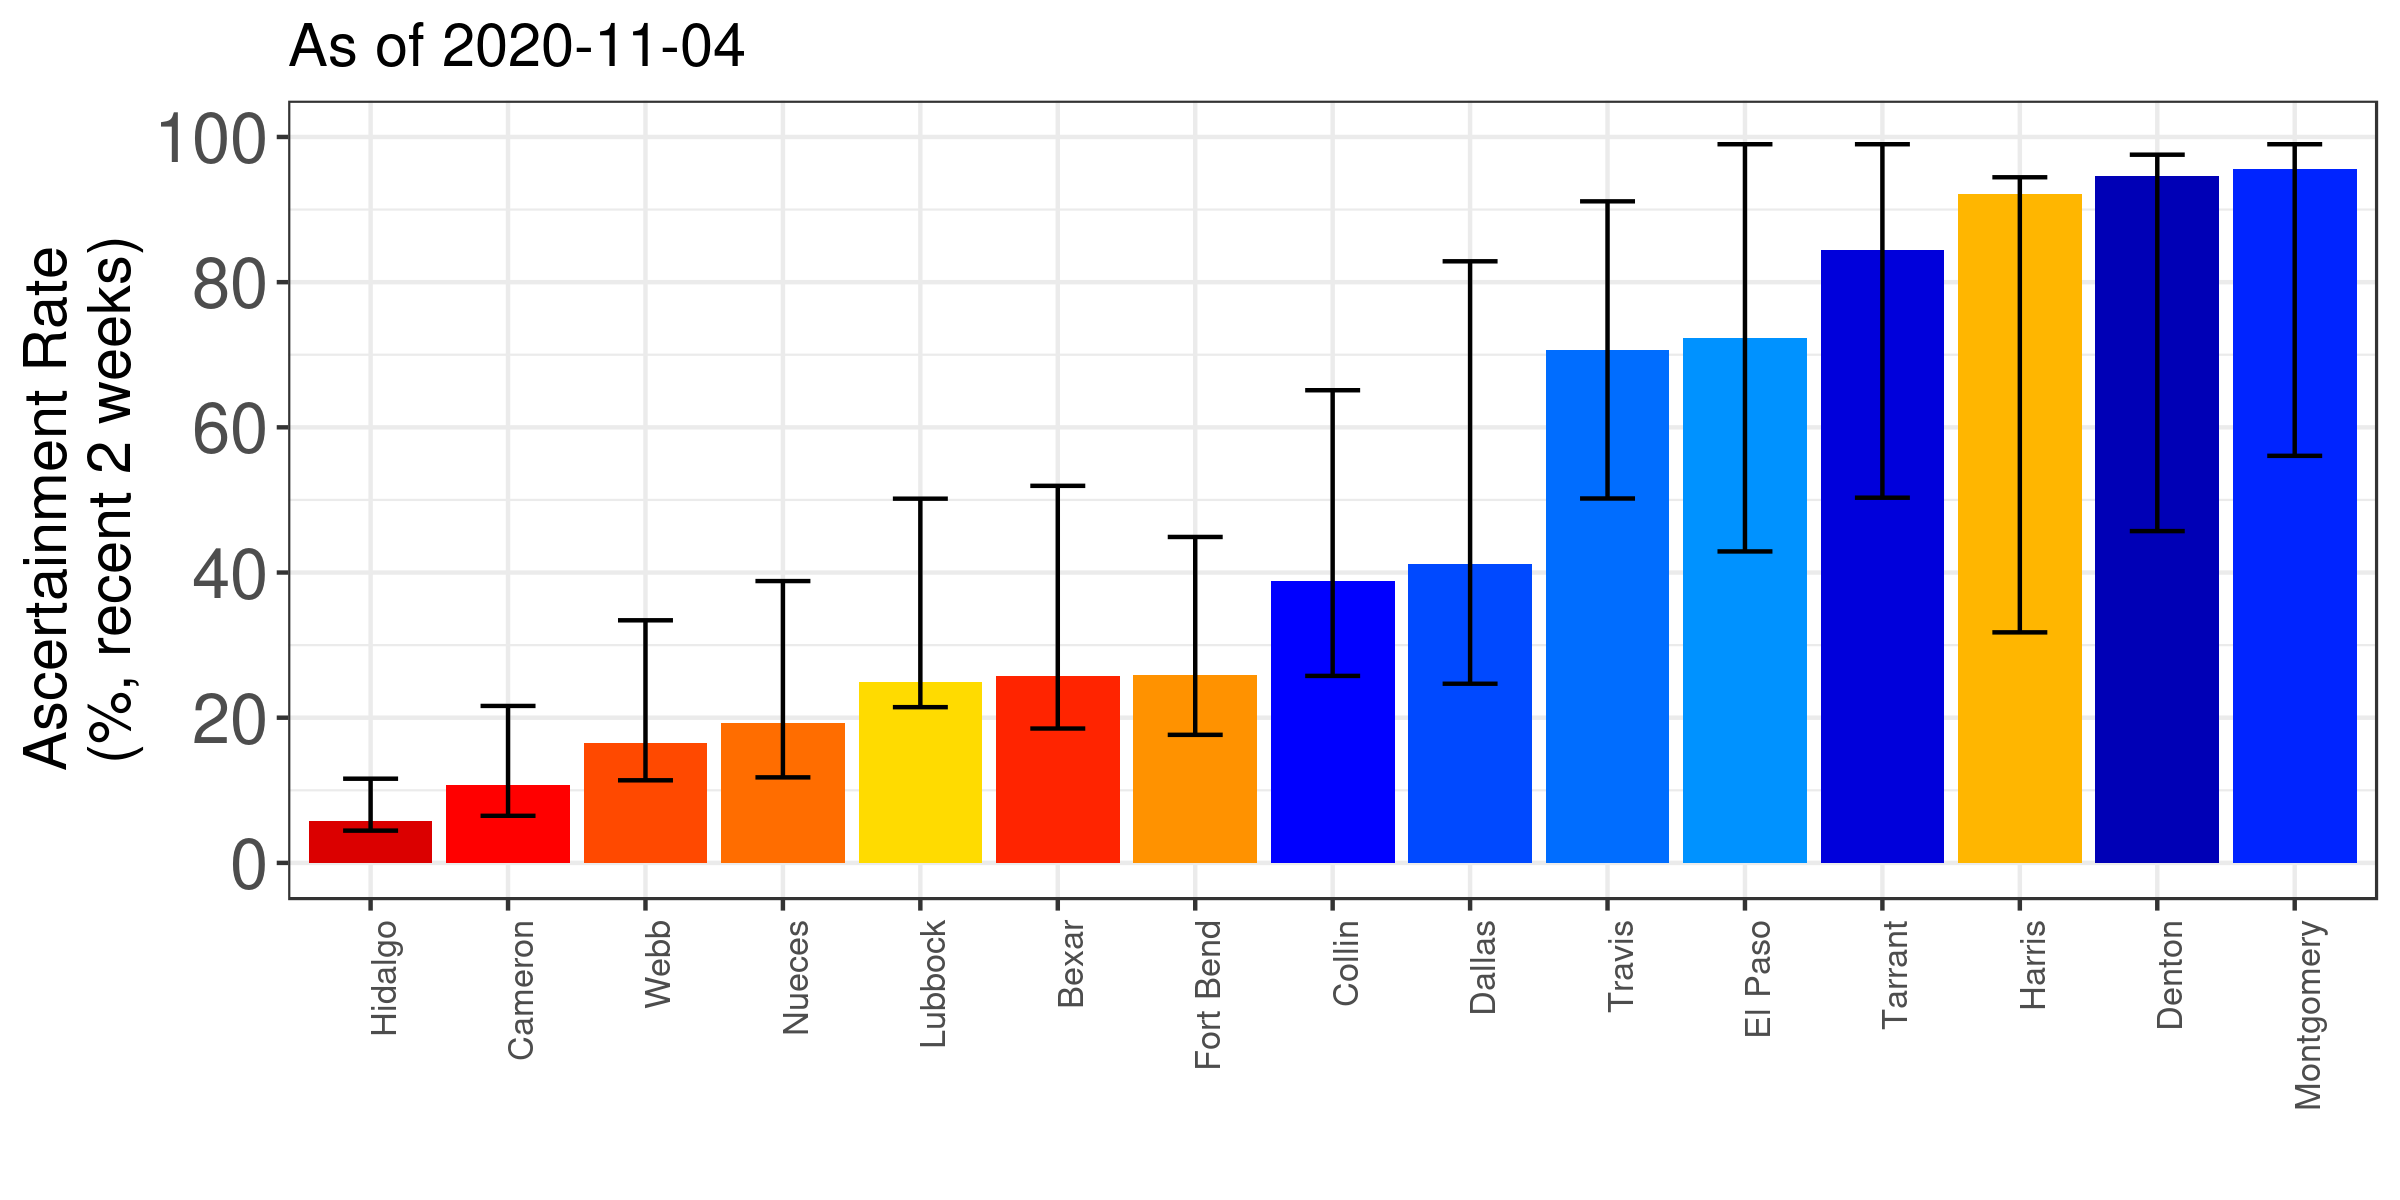 As of 2020-11-04
Ascertainment Rate
(%, recent 2 weeks)
100
80
60
40
20
0
Hidalgo
Cameron
Webb
Nueces
Lubbock
Bexar
Fort Bend
Collin
Dallas
Travis
El Paso
Tarrant
Harris
Denton
Montgomery